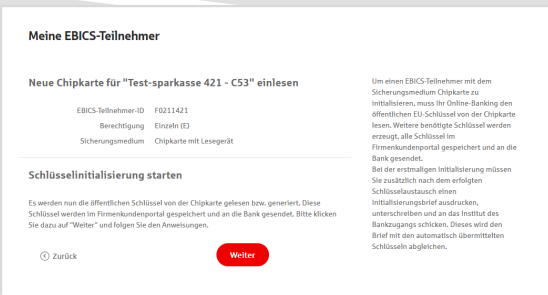 Meine EBICS-Teilnehmer
Neue Chipkarte für "Test-sparkasse 421 - C53" einlesen
EBICS-Teilnehmer-ID F0211421
Berechtigung Einzeln (E)
Sicherungsmedium Chipkarte mit Lesegerät
Schlüsselinitialisierung starten
Es werden nun die öffentlichen Schlüssel von der Chipkarte gelesen bzw. generiert. Diese
Schlüssel werden im Firmenkundenportal gespeichert und an die Bank gesendet. Bitte klicken
Sie dazu auf "Weiter" und folgen Sie den Anweisungen.
Zurück
Weiter
Um einen EBICS-Teilnehmer mit dem
Sicherungsmedium Chipkarte zu
initialisieren, muss Ihr Online-Banking den
öffentlichen EU-Schlüssel von der Chipkarte
lesen. Weitere benötigte Schlüssel werden
erzeugt, alle Schlüssel im
Firmenkundenportal gespeichert und an die
Bank gesendet.
Bei der erstmaligen Initialisierung müssen
Sie zusätzlich nach dem erfolgten
Schlüsselaustausch einen
Initialisierungsbrief ausdrucken,
unterschreiben und an das Institut des
Bankzugangs schicken. Dieses wird den
Brief mit den automatisch übermittelten
Schlüsseln abgleichen.